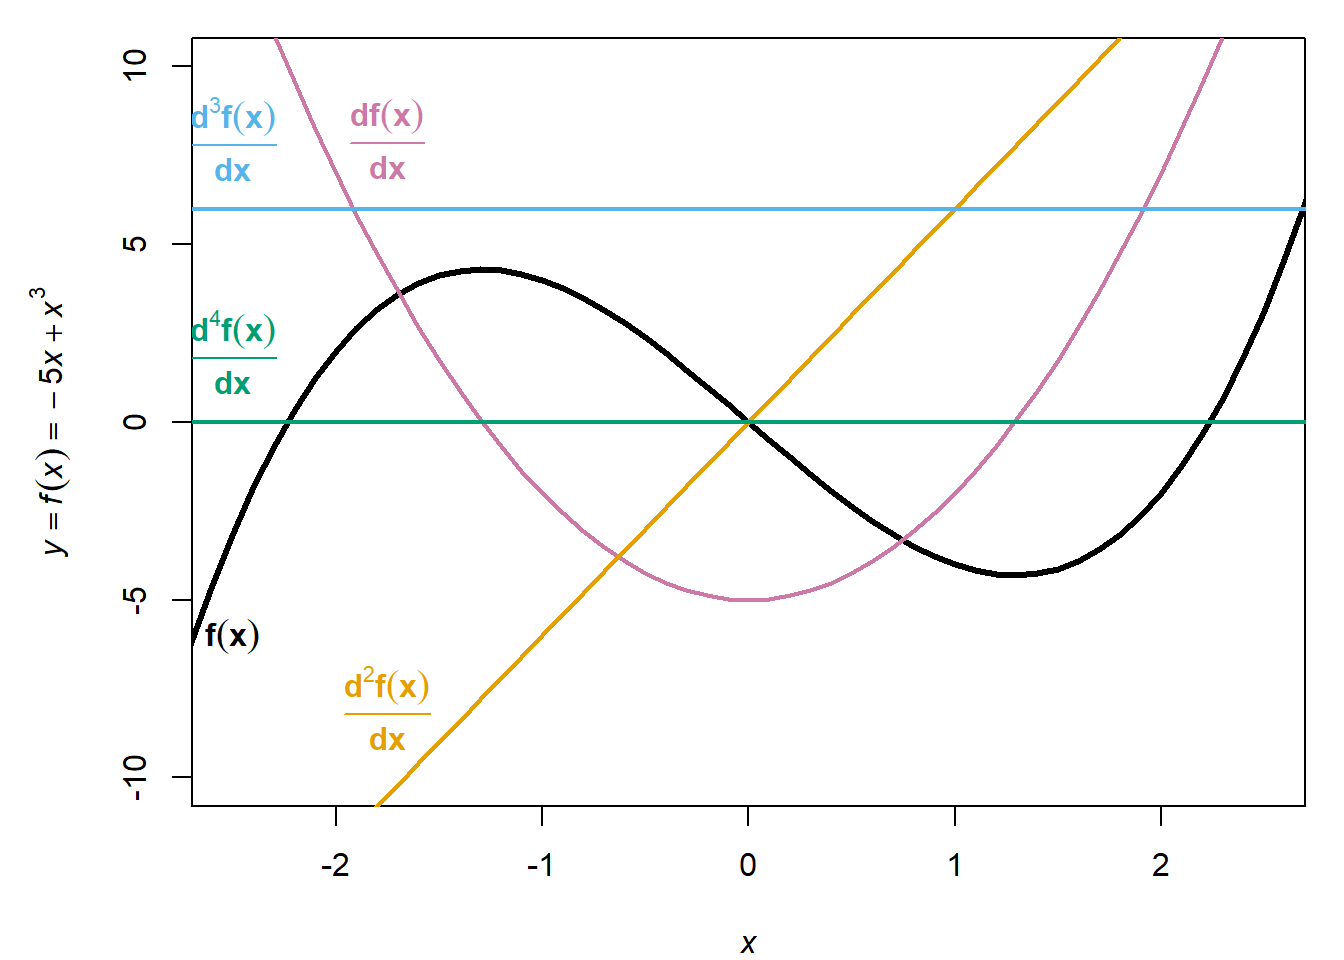 y = f(x) = − 5x + x³
10
5
0
-5
-10
d³f(x)
dx
df(x)
dx
d⁴f(x)
dx
f(x)
d²f(x)
dx
-2 -1 0 1 2
x